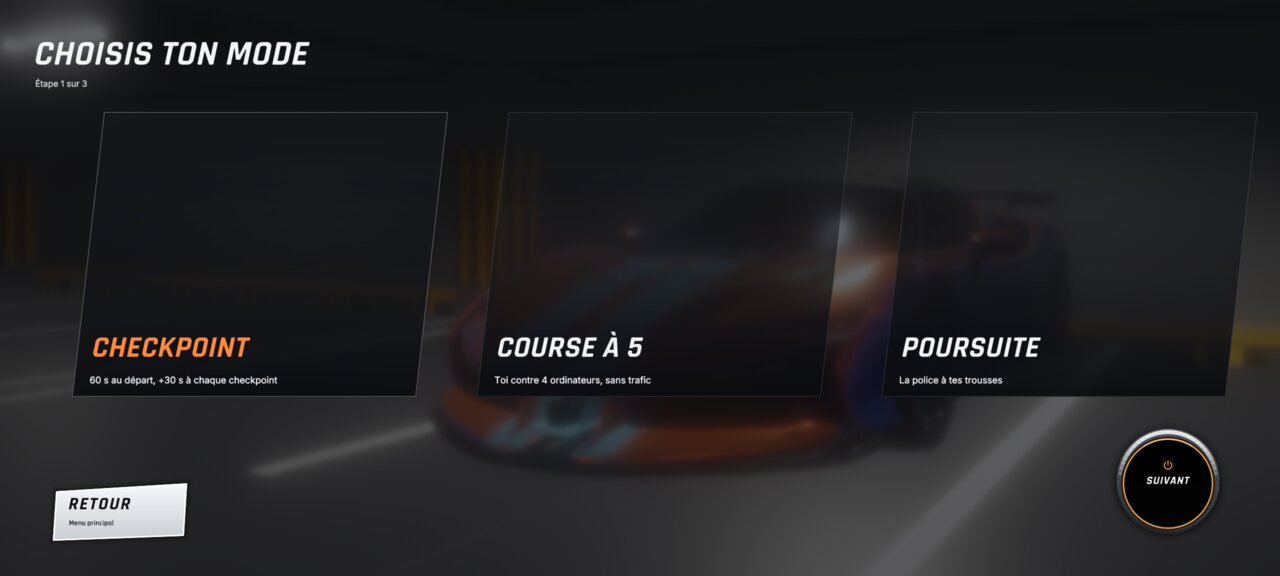 CHOISIS TON MODE
Étape 1 sur 3
CHECKPOINT
60 s au départ, +30 s à chaque checkpoint
COURSE À 5
Toi contre 4 ordinateurs, sans trafic
POURSUITE
La police à tes trousses
RETOUR
Menu principal
SUIVANT